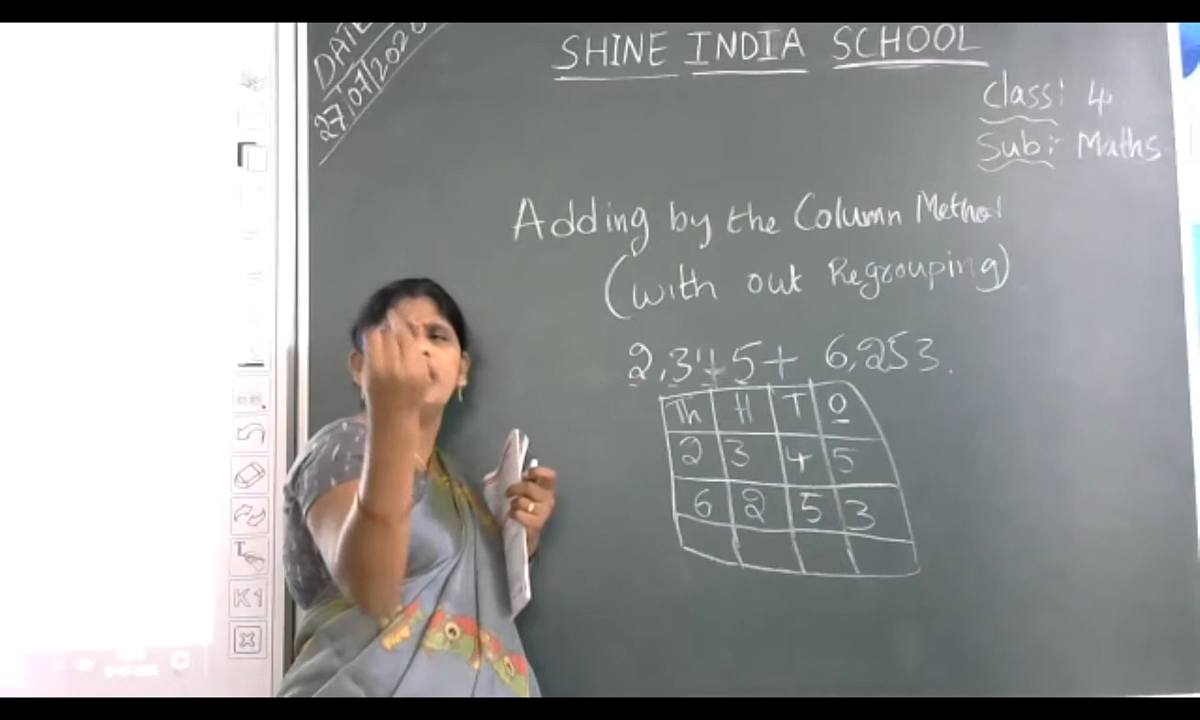 DATE
27/07/2020
SHINE INDIA SCHOOL
Class: 4
Sub:- Maths
Adding by the Column Method
(with out Regrouping)
2,345+ 6,253.
Th H T O
2 3 4 5
6 2 5 3
T
K1